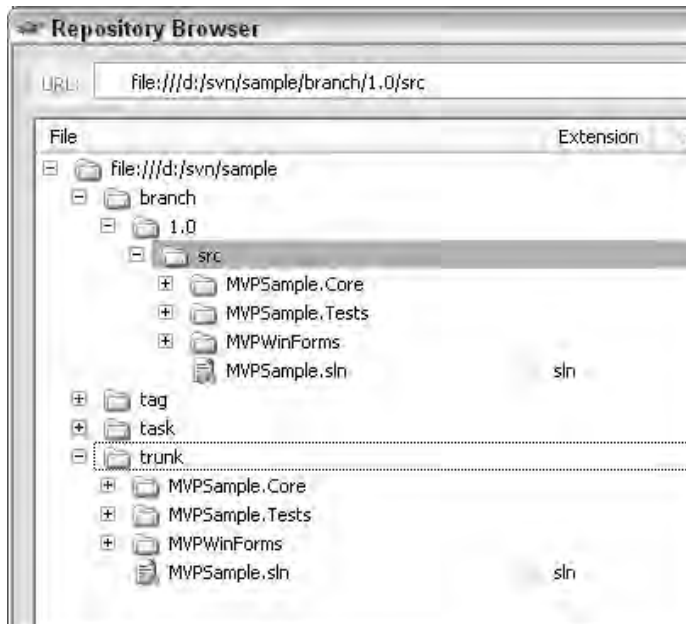 Repository Browser
URL: file:///d:/svn/sample/branch/1.0/src
File Extension
file:///d:/svn/sample
branch
1.0
src
MVPSample.Core
MVPSample.Tests
MVPWinForms
MVPSample.sln sln
tag
task
trunk
MVPSample.Core
MVPSample.Tests
MVPWinForms
MVPSample.sln sln